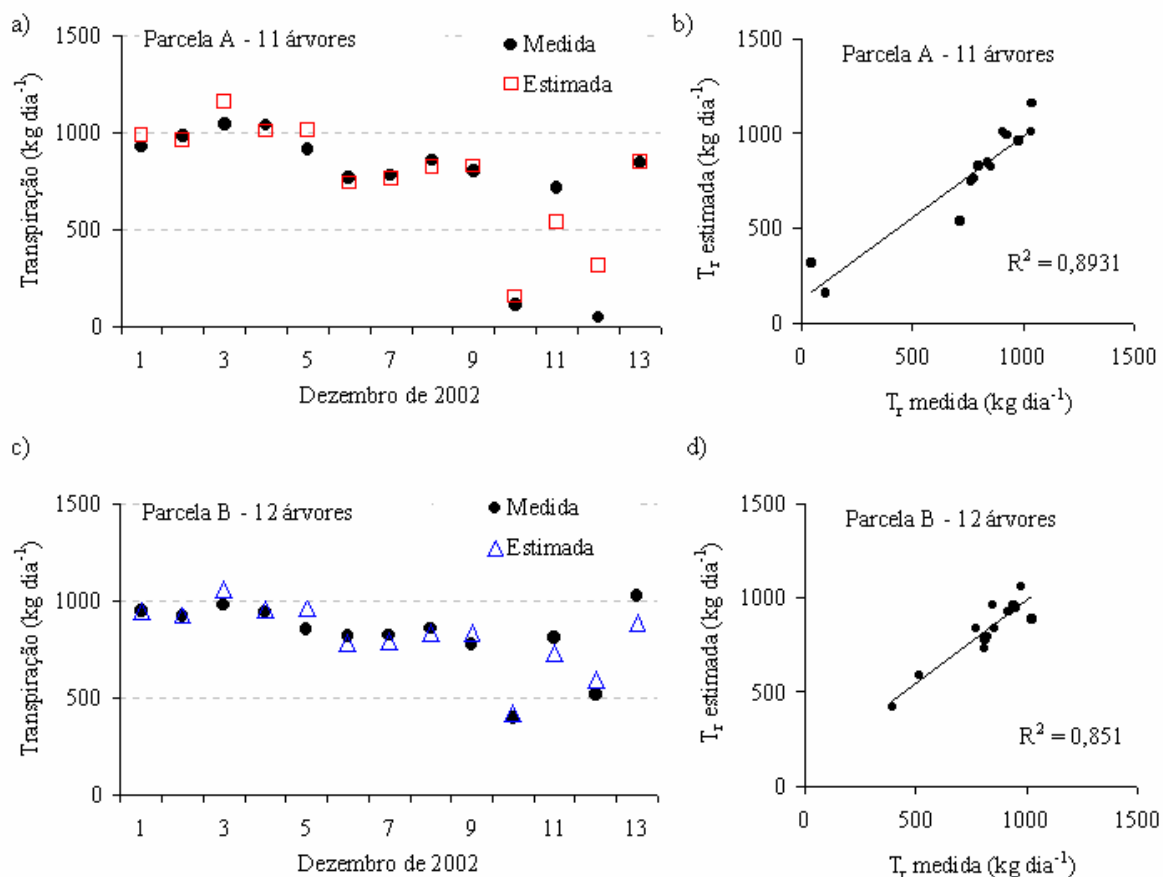 a)
Parcela A - 11 árvores
Medida
Estimada
1500
1000
500
0
Transpiração (kg dia⁻¹)
1 3 5 7 9 11 13
Dezembro de 2002
b)
Parcela A - 11 árvores
1500
1000
500
0
Tᵣ estimada (kg dia⁻¹)
R² = 0,8931
0 500 1000 1500
Tᵣ medida (kg dia⁻¹)
c)
Parcela B - 12 árvores
Medida
Estimada
1500
1000
500
0
Transpiração (kg dia⁻¹)
1 3 5 7 9 11 13
Dezembro de 2002
d)
Parcela B - 12 árvores
1500
1000
500
0
Tᵣ estimada (kg dia⁻¹)
R² = 0,851
0 500 1000 1500
Tᵣ medida (kg dia⁻¹)